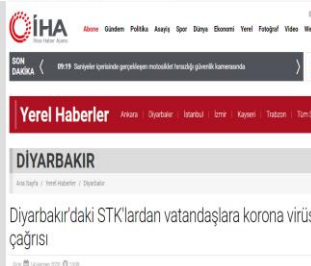 İHA
İhlas Haber Ajansı
Abone Gündem Politika Asayiş Spor Dünya Ekonomi Yerel Fotoğraf Video
SON DAKİKA
09:19 Saniyeler içerisinde gerçekleşen motosiklet hırsızlığı güvenlik kamerasında
Yerel Haberler Ankara Diyarbakır İstanbul İzmir Kayseri Trabzon Tüm
DİYARBAKIR
Ana Sayfa / Yerel Haberler / Diyarbakır
Diyarbakır'daki STK'lardan vatandaşlara korona virüs
çağrısı